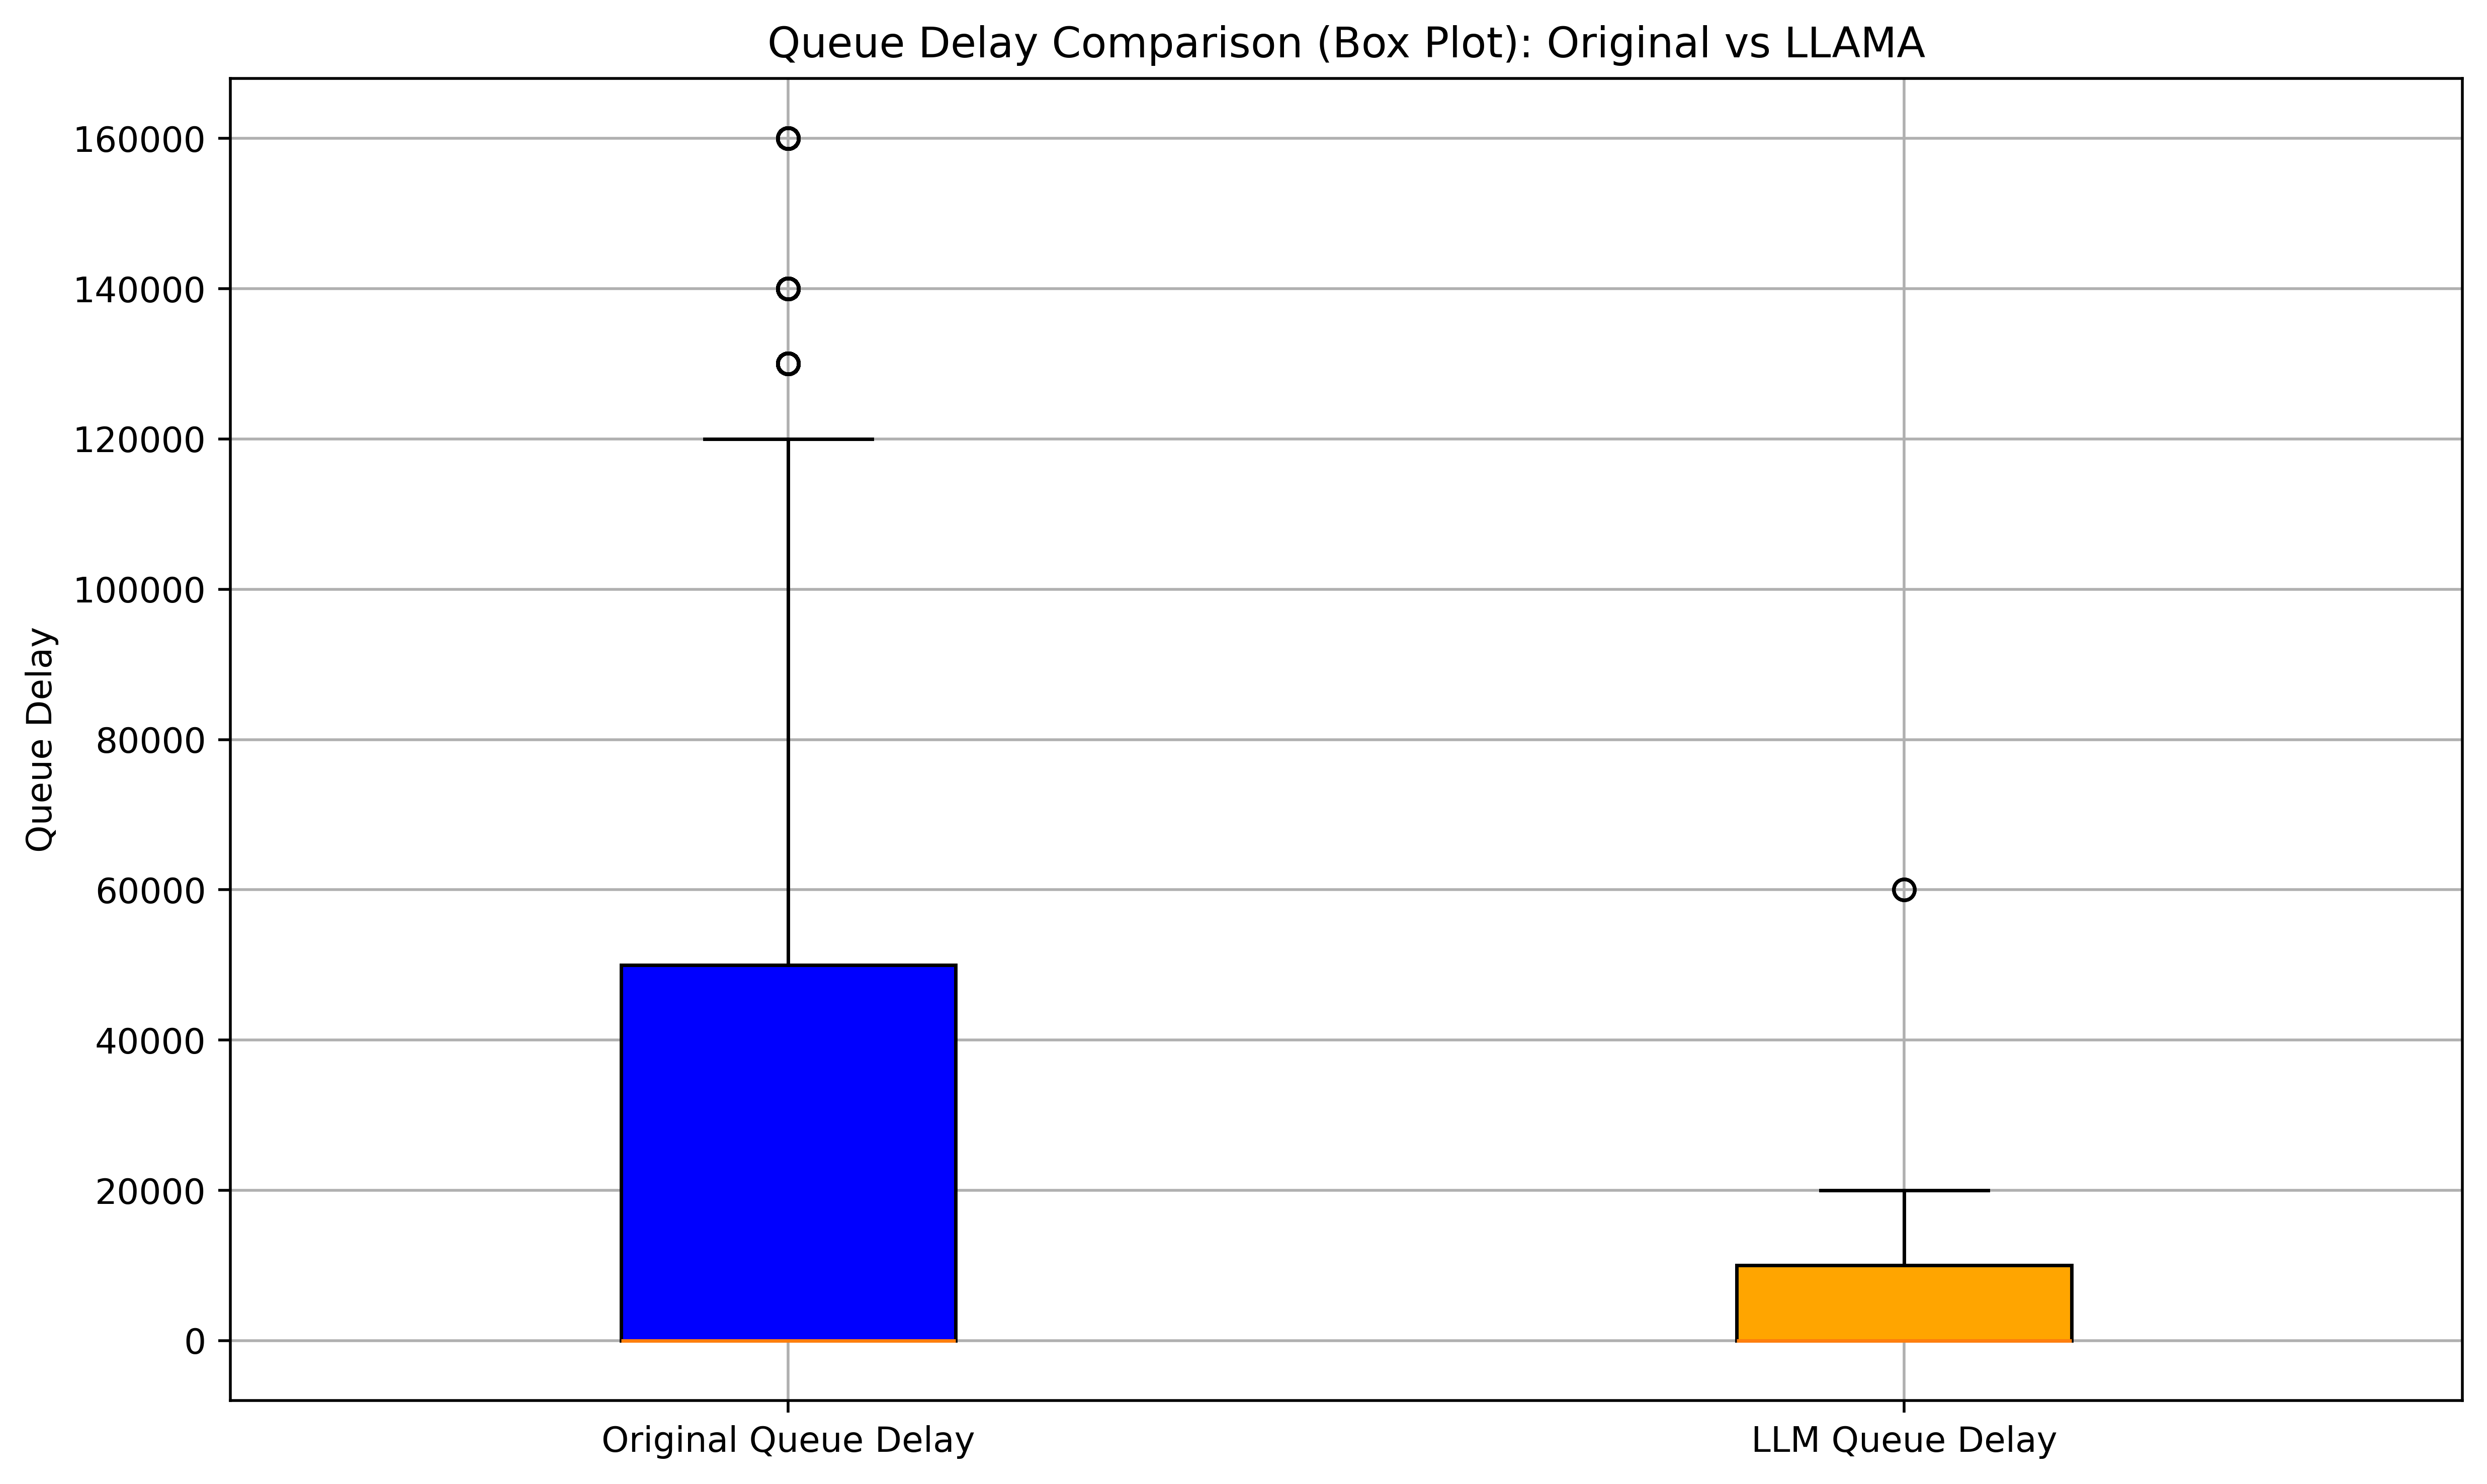 Queue Delay Comparison (Box Plot): Original vs LLAMA
160000
140000
120000
100000
80000
60000
40000
20000
0
Queue Delay
Original Queue Delay
LLM Queue Delay